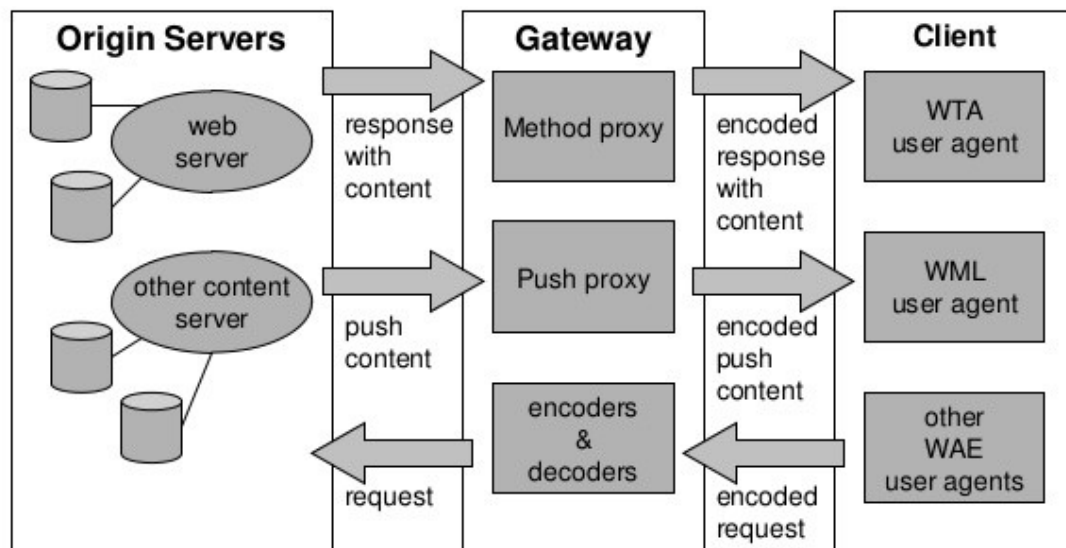 Origin Servers
web
server
other content
server
response
with
content
push
content
request
Gateway
Method proxy
Push proxy
encoders
&
decoders
encoded
response
with
content
encoded
push
content
encoded
request
Client
WTA
user agent
WML
user agent
other
WAE
user agents